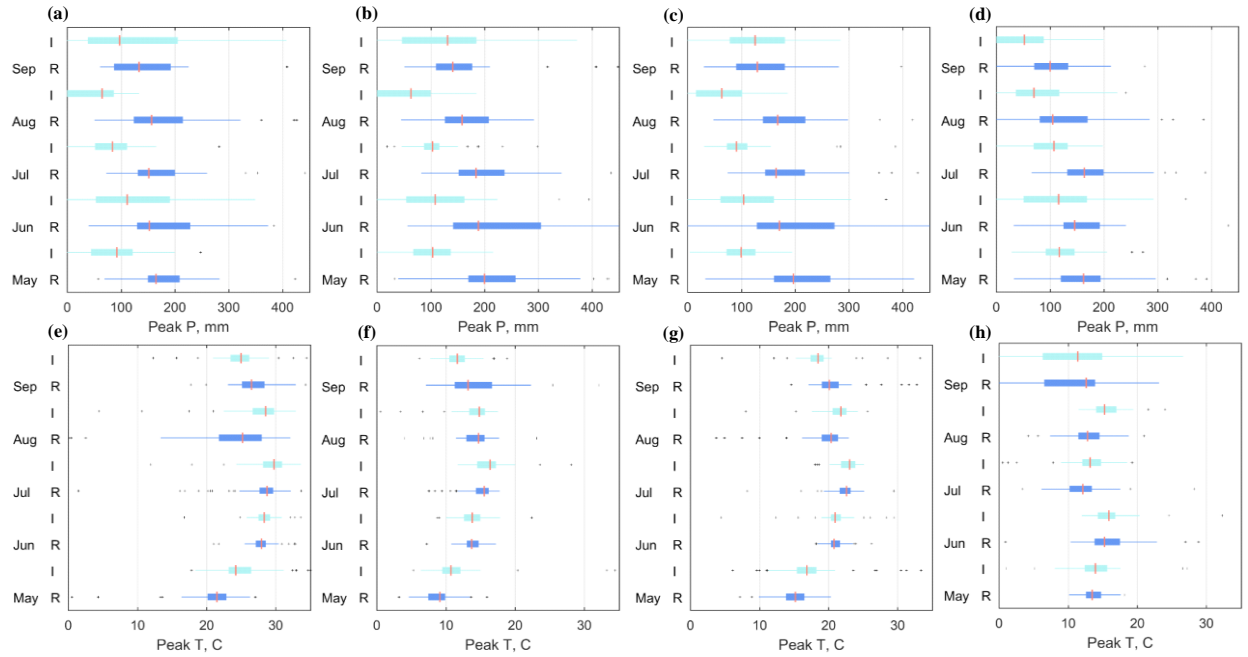 (a)
I
Sep R
I
Aug R
I
Jul R
I
Jun R
I
May R
0 100 200 300 400
Peak P, mm
(b)
I
Sep R
I
Aug R
I
Jul R
I
Jun R
I
May R
0 100 200 300 400
Peak P, mm
(c)
I
Sep R
I
Aug R
I
Jul R
I
Jun R
I
May R
0 100 200 300 400
Peak P, mm
(d)
I
Sep R
I
Aug R
I
Jul R
I
Jun R
I
May R
0 100 200 300 400
Peak P, mm
(e)
I
Sep R
I
Aug R
I
Jul R
I
Jun R
I
May R
0 10 20 30
Peak T, C
(f)
I
Sep R
I
Aug R
I
Jul R
I
Jun R
I
May R
0 10 20 30
Peak T, C
(g)
I
Sep R
I
Aug R
I
Jul R
I
Jun R
I
May R
0 10 20 30
Peak T, C
(h)
I
Sep R
I
Aug R
I
Jul R
I
Jun R
I
May R
0 10 20 30
Peak T, C